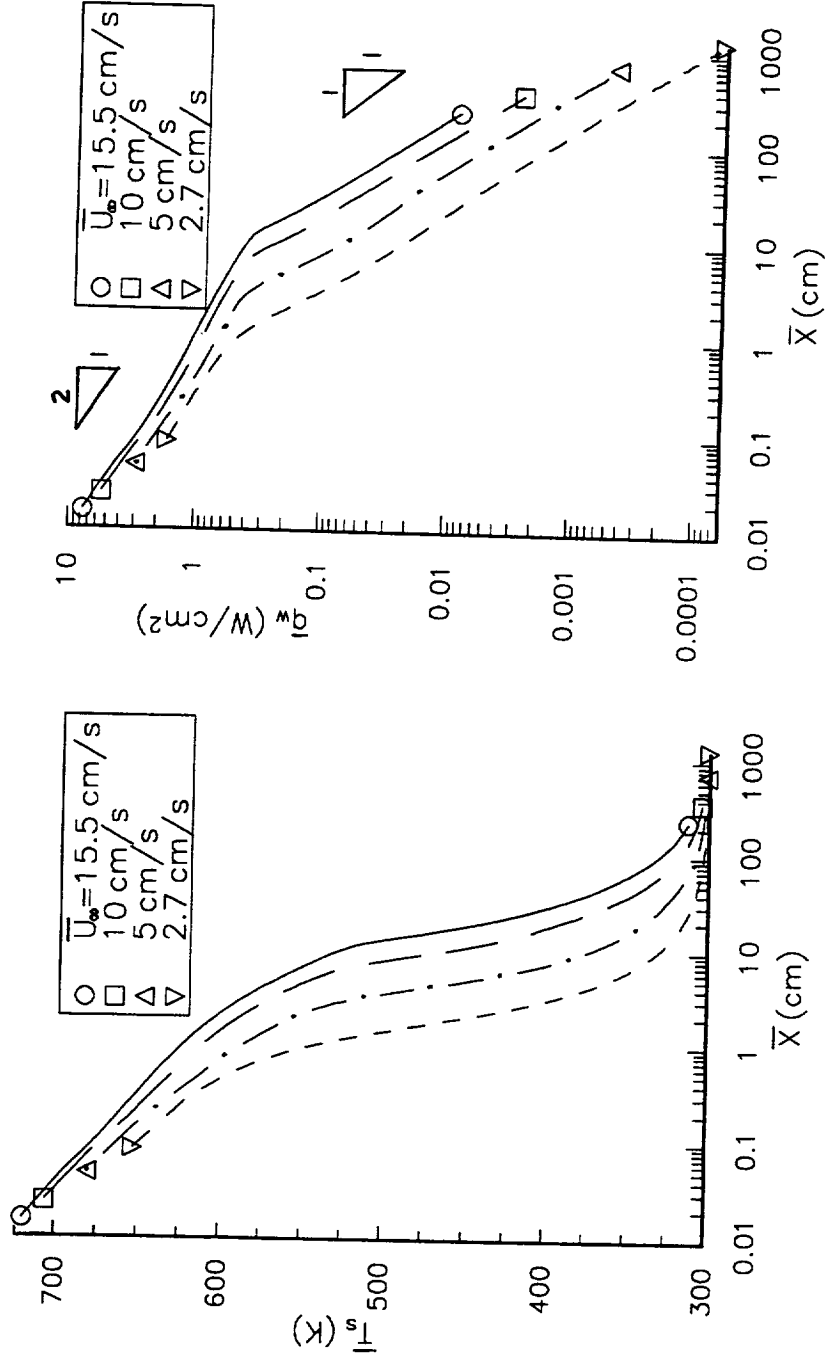 ○ U̅∞=15.5 cm/s
□ 10 cm/s
△ 5 cm/s
▽ 2.7 cm/s
700
600
500
400
300
T̅s (K)
0.01 0.1 1 10 100 1000
X̅ (cm)
○ U̅∞=15.5 cm/s
□ 10 cm/s
△ 5 cm/s
▽ 2.7 cm/s
2
1
1
1
10
1
0.1
0.01
0.001
0.0001
q̅w (W/cm²)
0.01 0.1 1 10 100 1000
X̅ (cm)